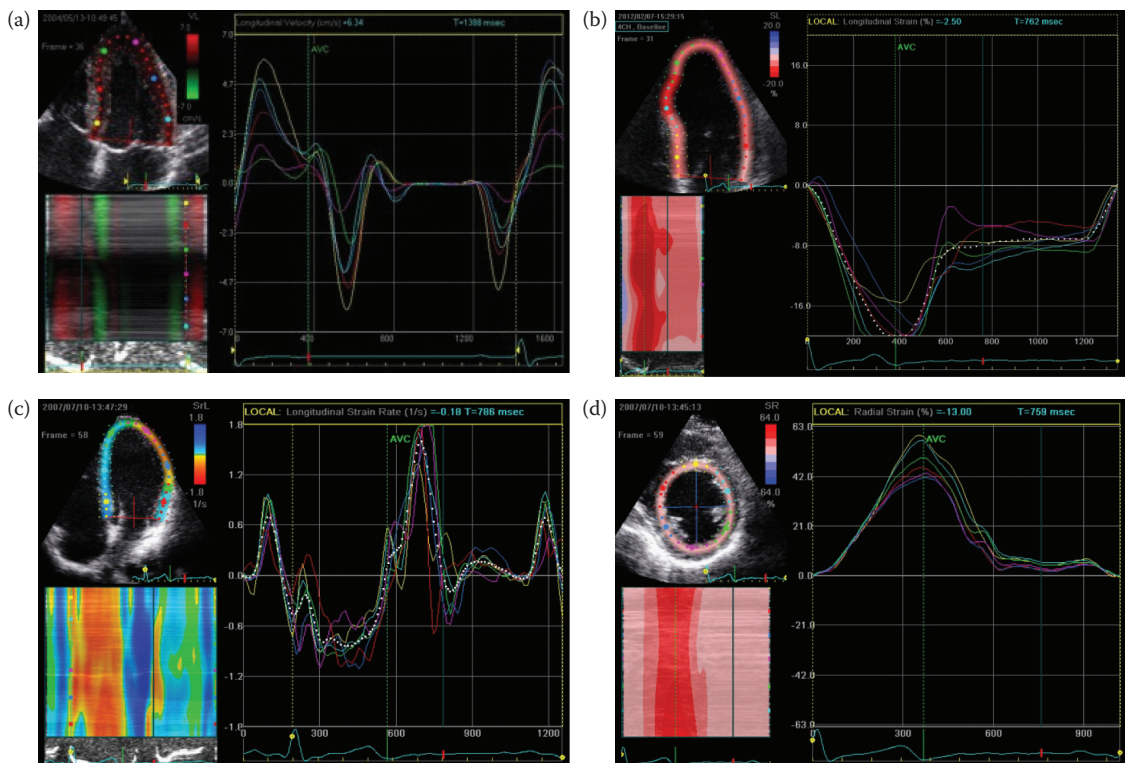 (a)
2004/05/13-10:49:45
VL
7.0
Frame = 36
-7.0
cm/s
Longitudinal Velocity (cm/s) =6.34
T=1388 msec
AVC
7.0
4.7
2.3
0.0
-2.3
-4.7
-7.0
0
400
800
1200
1600
(b)
2012/02/07-15:29:15
SL
4CH , Baseline
20.0
Frame = 31
-20.0
%
LOCAL: Longitudinal Strain (%) =-2.50
T=762 msec
AVC
16.0
8.0
0.0
-8.0
-16.0
0
200
400
600
800
1000
1200
(c)
2007/07/10-13:47:29
SrL
1.8
Frame = 58
-1.8
1/s
LOCAL: Longitudinal Strain Rate (1/s) =-0.18 T=786 msec
AVC
1.8
1.2
0.6
0.0
-0.6
-1.2
-1.8
0
300
600
900
1200
(d)
2007/07/10-13:45:13
SR
64.0
Frame = 59
-64.0
%
LOCAL: Radial Strain (%) =-13.00
T=759 msec
AVC
63.0
42.0
21.0
0.0
-21.0
-42.0
-63.0
0
300
600
900